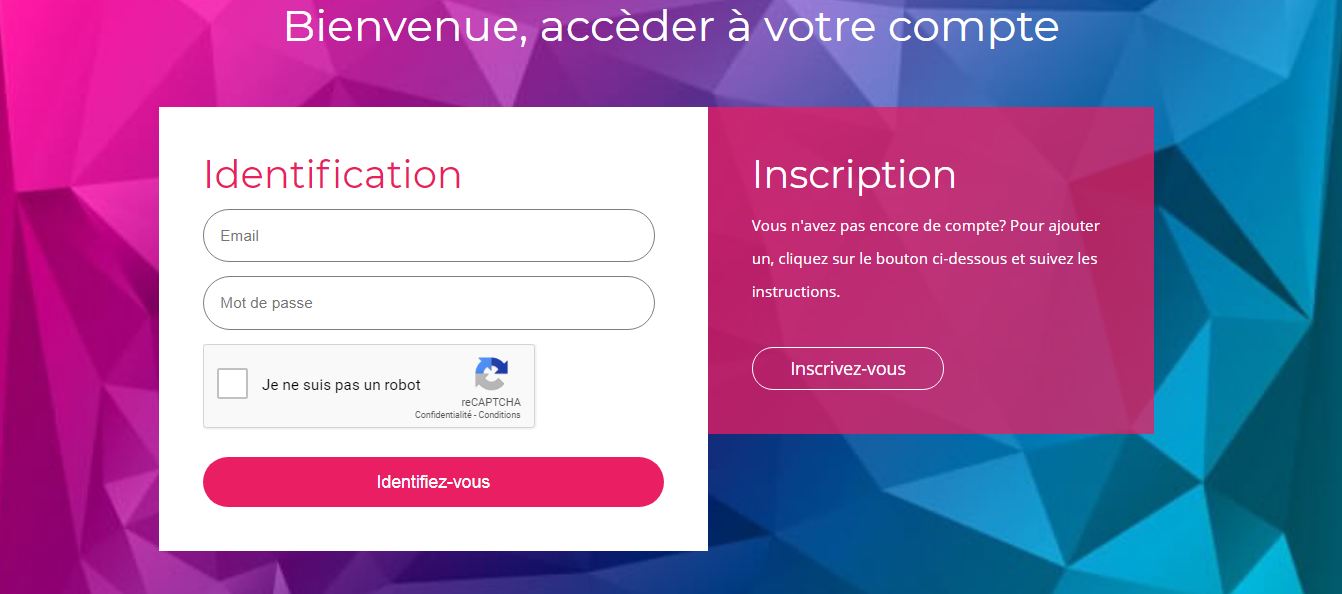 Bienvenue, accèder à votre compte
Identification
Email
Mot de passe
Je ne suis pas un robot
reCAPTCHA
Confidentialité - Conditions
Identifiez-vous
Inscription
Vous n'avez pas encore de compte? Pour ajouter
un, cliquez sur le bouton ci-dessous et suivez les
instructions.
Inscrivez-vous